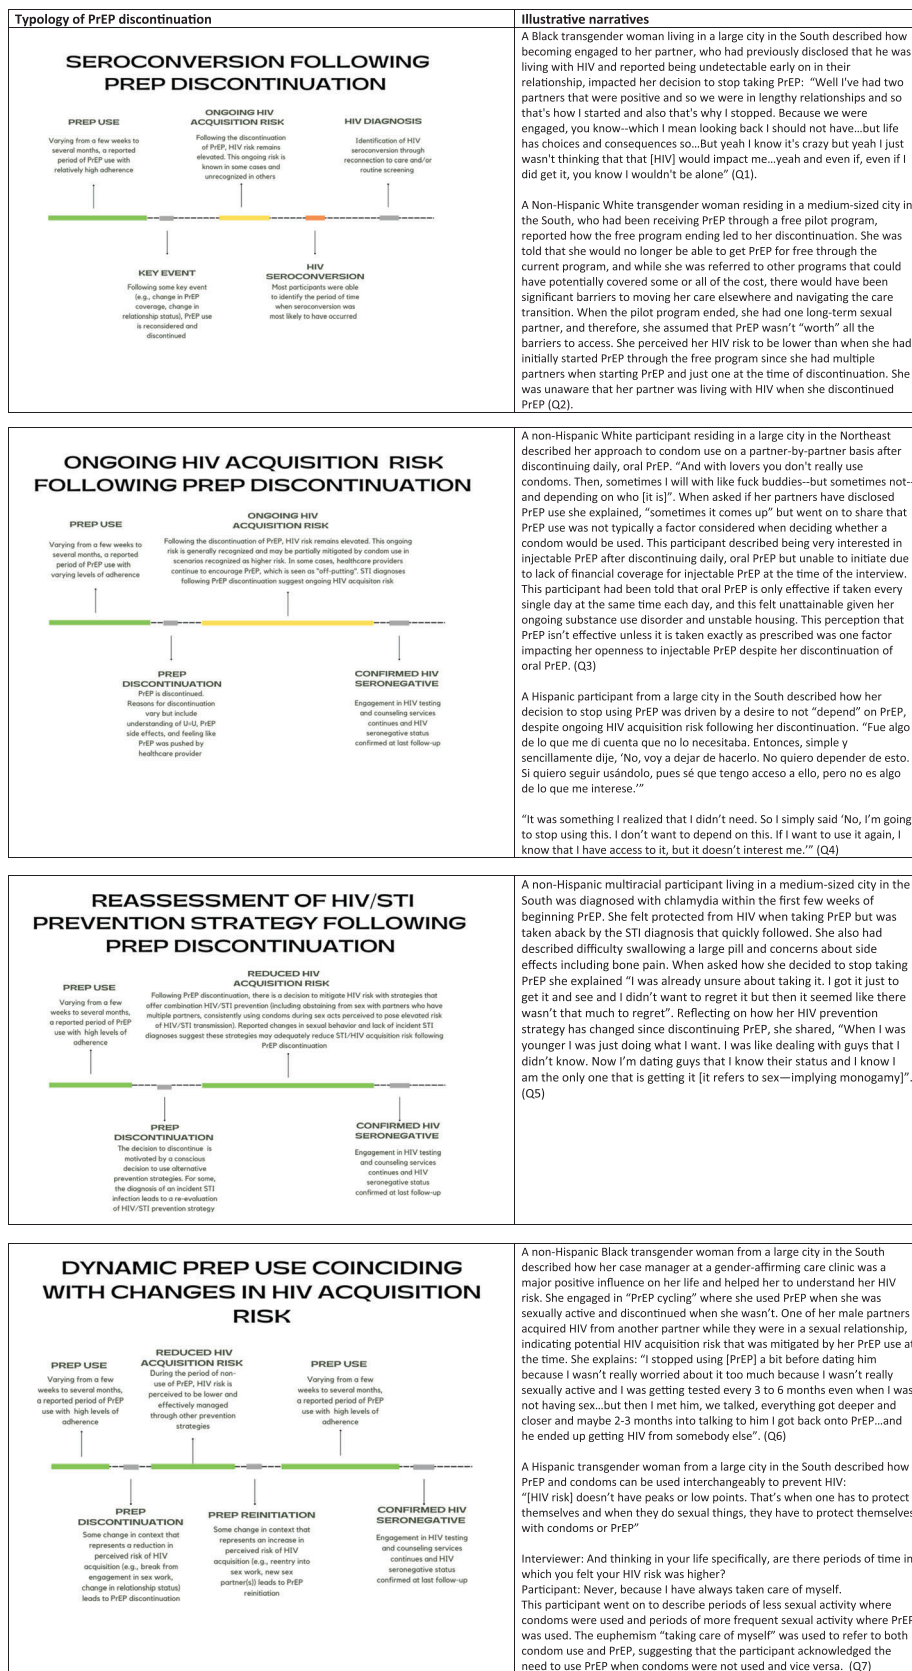 Typology of PrEP discontinuation
Illustrative narratives
SEROCONVERSION FOLLOWING
PREP DISCONTINUATION
PREP USE
Varying from a few weeks to
several months, a reported
period of PrEP use with
relatively high adherence
ONGOING HIV
ACQUISITION RISK
Following the discontinuation
of PrEP, HIV risk remains
elevated. This ongoing risk is
known in some cases and
unrecognized in others
HIV DIAGNOSIS
Identification of HIV
seroconversion through
reconnection to care and/or
routine screening
KEY EVENT
Following some key event
(e.g., change in PrEP
coverage, change in
relationship status), PrEP use
is reconsidered and
discontinued
HIV
SEROCONVERSION
Most participants were able
to identify the period of time
when seroconversion was
most likely to have occurred
A Black transgender woman living in a large city in the South described how
becoming engaged to her partner, who had previously disclosed that he was
living with HIV and reported being undetectable early on in their
relationship, impacted her decision to stop taking PrEP: “Well I've had two
partners that were positive and so we were in lengthy relationships and so
that's how I started and also that's why I stopped. Because we were
engaged, you know--which I mean looking back I should not have…but life
has choices and consequences so…But yeah I know it's crazy but yeah I just
wasn't thinking that that [HIV] would impact me…yeah and even if, even if I
did get it, you know I wouldn't be alone” (Q1).
A Non-Hispanic White transgender woman residing in a medium-sized city in
the South, who had been receiving PrEP through a free pilot program,
reported how the free program ending led to her discontinuation. She was
told that she would no longer be able to get PrEP for free through the
current program, and while she was referred to other programs that could
have potentially covered some or all of the cost, there would have been
significant barriers to moving her care elsewhere and navigating the care
transition. When the pilot program ended, she had one long-term sexual
partner, and therefore, she assumed that PrEP wasn’t “worth” all the
barriers to access. She perceived her HIV risk to be lower than when she had
initially started PrEP through the free program since she had multiple
partners when starting PrEP and just one at the time of discontinuation. She
was unaware that her partner was living with HIV when she discontinued
PrEP (Q2).
ONGOING HIV ACQUISITION RISK
FOLLOWING PREP DISCONTINUATION
PREP USE
Varying from a few weeks to
several months, a reported
period of PrEP use with
varying levels of adherence
ONGOING HIV
ACQUISITION RISK
Following the discontinuation of PrEP, HIV risk remains elevated. This ongoing
risk is generally recognized and may be partially mitigated by condom use in
scenarios recognized as higher risk. In some cases, healthcare providers
continue to encourage PrEP, which is seen as "off-putting". STI diagnoses
following PrEP discontinuation suggest ongoing HIV acquisiton risk
PREP
DISCONTINUATION
PrEP is discontinued.
Reasons for discontinuation
vary but include
understanding of U=U, PrEP
side effects, and feeling like
PrEP was pushed by
healthcare provider
CONFIRMED HIV
SERONEGATIVE
Engagement in HIV testing
and counseling services
continues and HIV
seronegative status
confirmed at last follow-up
A non-Hispanic White participant residing in a large city in the Northeast
described her approach to condom use on a partner-by-partner basis after
discontinuing daily, oral PrEP. “And with lovers you don't really use
condoms. Then, sometimes I will with like fuck buddies--but sometimes not--
and depending on who [it is]”. When asked if her partners have disclosed
PrEP use she explained, “sometimes it comes up” but went on to share that
PrEP use was not typically a factor considered when deciding whether a
condom would be used. This participant described being very interested in
injectable PrEP after discontinuing daily, oral PrEP but unable to initiate due
to lack of financial coverage for injectable PrEP at the time of the interview.
This participant had been told that oral PrEP is only effective if taken every
single day at the same time each day, and this felt unattainable given her
ongoing substance use disorder and unstable housing. This perception that
PrEP isn’t effective unless it is taken exactly as prescribed was one factor
impacting her openness to injectable PrEP despite her discontinuation of
oral PrEP. (Q3)
A Hispanic participant from a large city in the South described how her
decision to stop using PrEP was driven by a desire to not “depend” on PrEP,
despite ongoing HIV acquisition risk following her discontinuation. “Fue algo
de lo que me di cuenta que no lo necesitaba. Entonces, simple y
sencillamente dije, ‘No, voy a dejar de hacerlo. No quiero depender de esto.
Si quiero seguir usándolo, pues sé que tengo acceso a ello, pero no es algo
de lo que me interese.’”
“It was something I realized that I didn’t need. So I simply said ‘No, I’m going
to stop using this. I don’t want to depend on this. If I want to use it again, I
know that I have access to it, but it doesn’t interest me.’” (Q4)
REASSESSMENT OF HIV/STI
PREVENTION STRATEGY FOLLOWING
PREP DISCONTINUATION
PREP USE
Varying from a few
weeks to several months,
a reported period of PrEP
use with high levels of
adherence
REDUCED HIV
ACQUISITION RISK
Following PrEP discontinuation, there is a decision to mitigate HIV risk with strategies that
offer combination HIV/STI prevention (including abstaining from sex with partners who have
multiple partners, consistently using condoms during sex acts perceived to pose elevated risk
of HIV/STI transmission). Reported changes in sexual behavior and lack of incident STI
diagnoses suggest these strategies may adequately reduce STI/HIV acquisition risk following
PrEP discontinuation
PREP
DISCONTINUATION
The decision to discontinue is
motivated by a conscious
decision to use alternative
prevention strategies. For some,
the diagnosis of an incident STI
infection leads to a re-evaluation
of HIV/STI prevention strategy
CONFIRMED HIV
SERONEGATIVE
Engagement in HIV testing
and counseling services
continues and HIV
seronegative status
confirmed at last follow-up
A non-Hispanic multiracial participant living in a medium-sized city in the
South was diagnosed with chlamydia within the first few weeks of
beginning PrEP. She felt protected from HIV when taking PrEP but was
taken aback by the STI diagnosis that quickly followed. She also had
described difficulty swallowing a large pill and concerns about side
effects including bone pain. When asked how she decided to stop taking
PrEP she explained “I was already unsure about taking it. I got it just to
get it and see and I didn’t want to regret it but then it seemed like there
wasn’t that much to regret”. Reflecting on how her HIV prevention
strategy has changed since discontinuing PrEP, she shared, “When I was
younger I was just doing what I want. I was like dealing with guys that I
didn’t know. Now I’m dating guys that I know their status and I know I
am the only one that is getting it [it refers to sex—implying monogamy]”.
(Q5)
DYNAMIC PREP USE COINCIDING
WITH CHANGES IN HIV ACQUISITION
RISK
PREP USE
Varying from a few
weeks to several months,
a reported period of PrEP
use with high levels of
adherence
REDUCED HIV
ACQUISITION RISK
During the period of non-
use of PrEP, HIV risk is
perceived to be lower and
effectively managed
through other prevention
strategies
PREP USE
Varying from a few
weeks to several months,
a reported period of PrEP
use with high levels of
adherence
PREP
DISCONTINUATION
Some change in context that
represents a reduction in
perceived risk of HIV
acquisition (e.g., break from
engagement in sex work,
change in relationship status)
leads to PrEP discontinuation
PREP REINITIATION
Some change in context that
represents an increase in
perceived risk of HIV
acquisition (e.g., reentry into
sex work, new sex
partner(s)) leads to PrEP
reinitiation
CONFIRMED HIV
SERONEGATIVE
Engagement in HIV testing
and counseling services
continues and HIV
seronegative status
confirmed at last follow-up
A non-Hispanic Black transgender woman from a large city in the South
described how her case manager at a gender-affirming care clinic was a
major positive influence on her life and helped her to understand her HIV
risk. She engaged in “PrEP cycling” where she used PrEP when she was
sexually active and discontinued when she wasn’t. One of her male partners
acquired HIV from another partner while they were in a sexual relationship,
indicating potential HIV acquisition risk that was mitigated by her PrEP use at
the time. She explains: “I stopped using [PrEP] a bit before dating him
because I wasn’t really worried about it too much because I wasn’t really
sexually active and I was getting tested every 3 to 6 months even when I was
not having sex…but then I met him, we talked, everything got deeper and
closer and maybe 2-3 months into talking to him I got back onto PrEP…and
he ended up getting HIV from somebody else”. (Q6)
A Hispanic transgender woman from a large city in the South described how
PrEP and condoms can be used interchangeably to prevent HIV:
“[HIV risk] doesn’t have peaks or low points. That’s when one has to protect
themselves and when they do sexual things, they have to protect themselves
with condoms or PrEP”
Interviewer: And thinking in your life specifically, are there periods of time in
which you felt your HIV risk was higher?
Participant: Never, because I have always taken care of myself.
This participant went on to describe periods of less sexual activity where
condoms were used and periods of more frequent sexual activity where PrEP
was used. The euphemism “taking care of myself” was used to refer to both
condom use and PrEP, suggesting that the participant acknowledged the
need to use PrEP when condoms were not used and vice versa. (Q7)